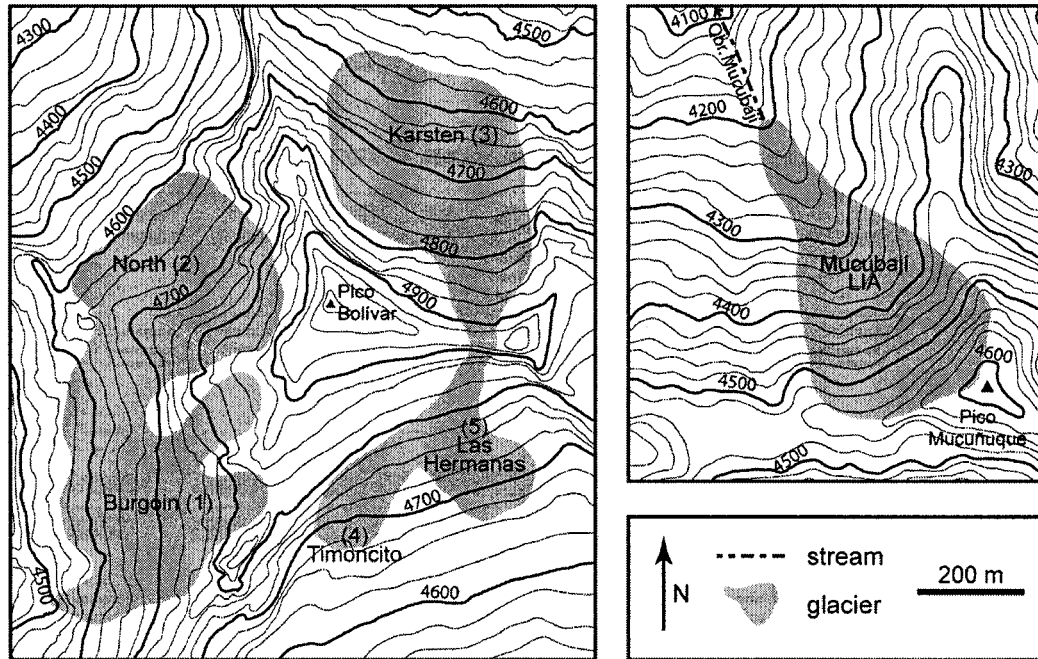 4300
4400
4500
4600
North (2)
4700
4500
4600
Karsten (3)
4700
4800
4900
Pico
Bolívar
Burgoin (1)
4500
(5)
Las
Hermanas
4700
(4)
Timoncito
4600
4100
Qbr. Mucubají
4200
4300
4300
Mucubají
LIA
4400
4500
4600
Pico
Mucuñuque
4500
N
stream
glacier
200 m